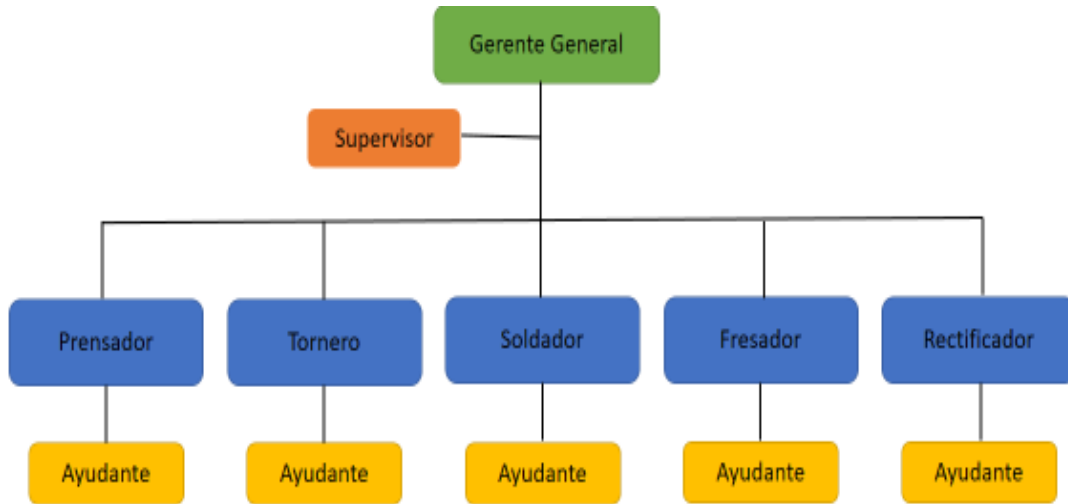 Gerente General
Supervisor
Prensador
Tornero
Soldador
Fresador
Rectificador
Ayudante
Ayudante
Ayudante
Ayudante
Ayudante